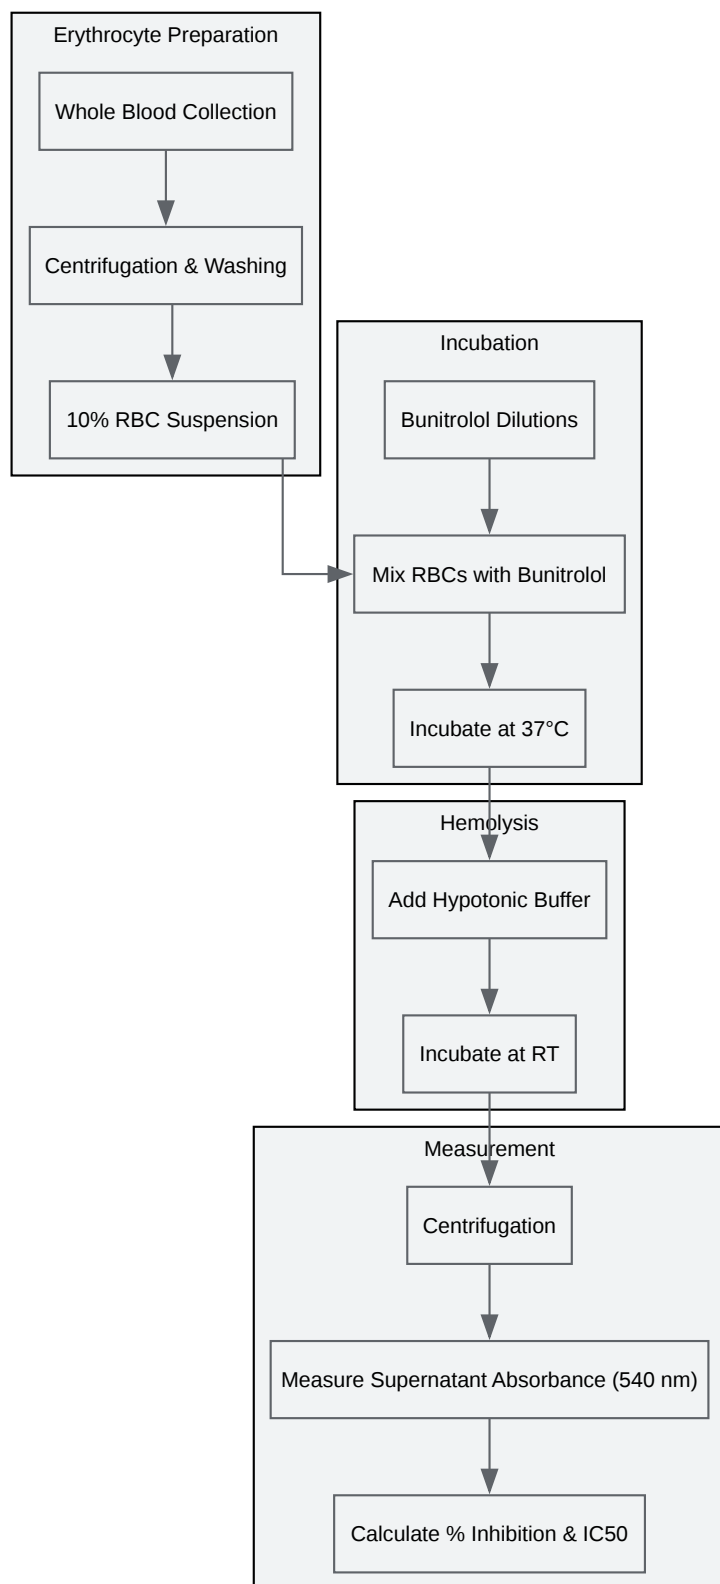 Erythrocyte Preparation
Whole Blood Collection
Centrifugation & Washing
10% RBC Suspension
Incubation
Bunitrolol Dilutions
Mix RBCs with Bunitrolol
Incubate at 37°C
Hemolysis
Add Hypotonic Buffer
Incubate at RT
Measurement
Centrifugation
Measure Supernatant Absorbance (540 nm)
Calculate % Inhibition & IC50